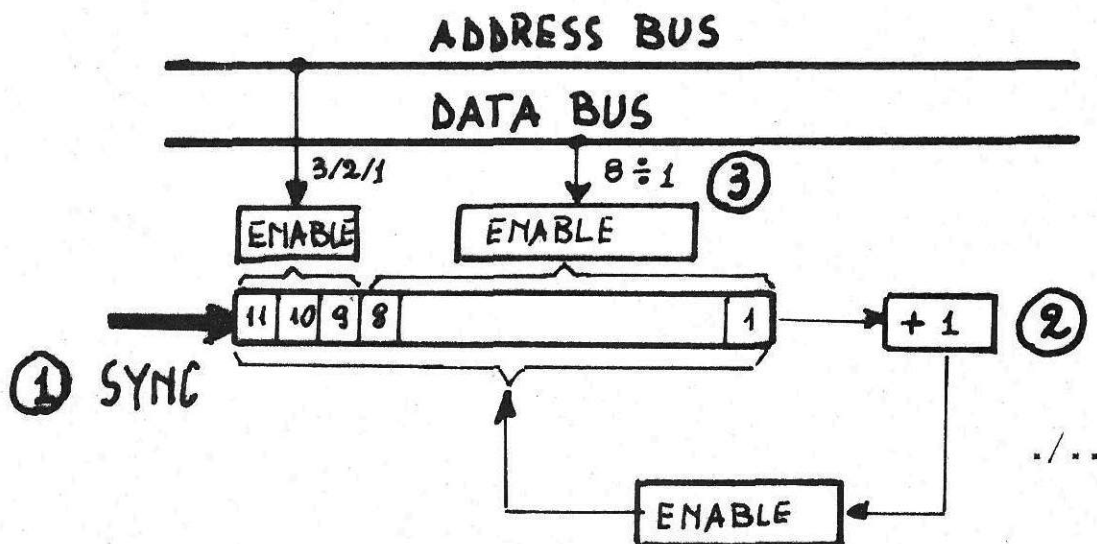 ADDRESS BUS
DATA BUS
3/2/1
8÷1
③
ENABLE
ENABLE
11 10 9 8 1
+ 1
②
① SYNC
./..
ENABLE